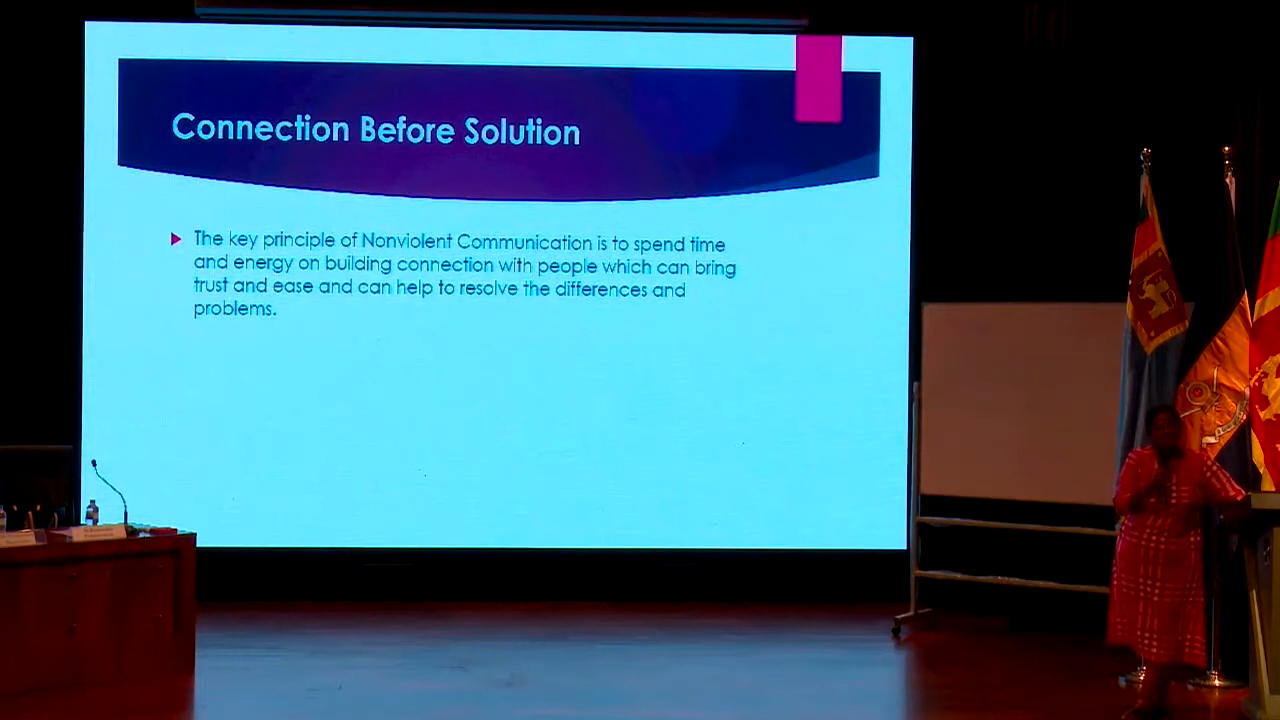 Connection Before Solution
The key principle of Nonviolent Communication is to spend time
and energy on building connection with people which can bring
trust and ease and can help to resolve the differences and
problems.